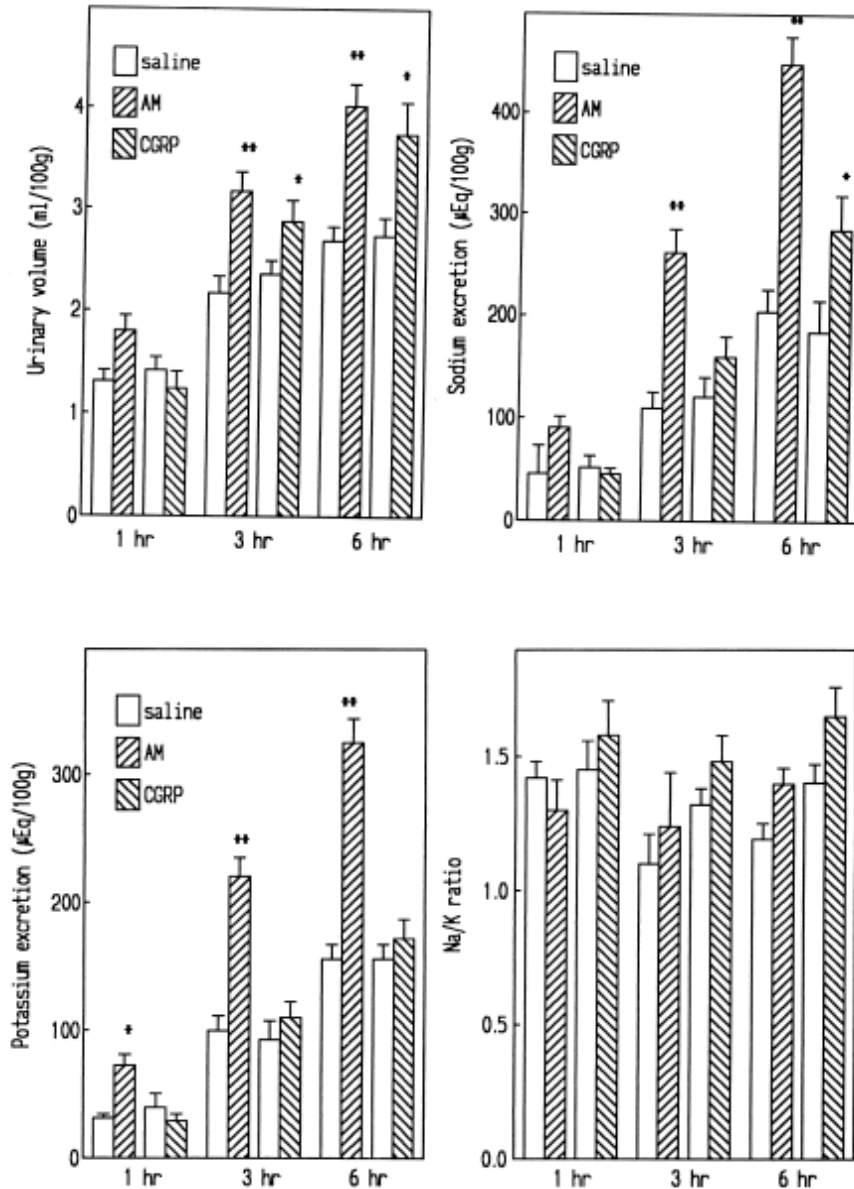 saline
AM
CGRP
Urinary volume (ml/100g)
4
3
2
1
0
1 hr 3 hr 6 hr
** * ** *
saline
AM
CGRP
Sodium excretion (µEq/100g)
400
300
200
100
0
1 hr 3 hr 6 hr
** ** *
saline
AM
CGRP
Potassium excretion (µEq/100g)
300
200
100
0
1 hr 3 hr 6 hr
* ** **
Na/K ratio
1.5
1.0
0.5
0.0
1 hr 3 hr 6 hr